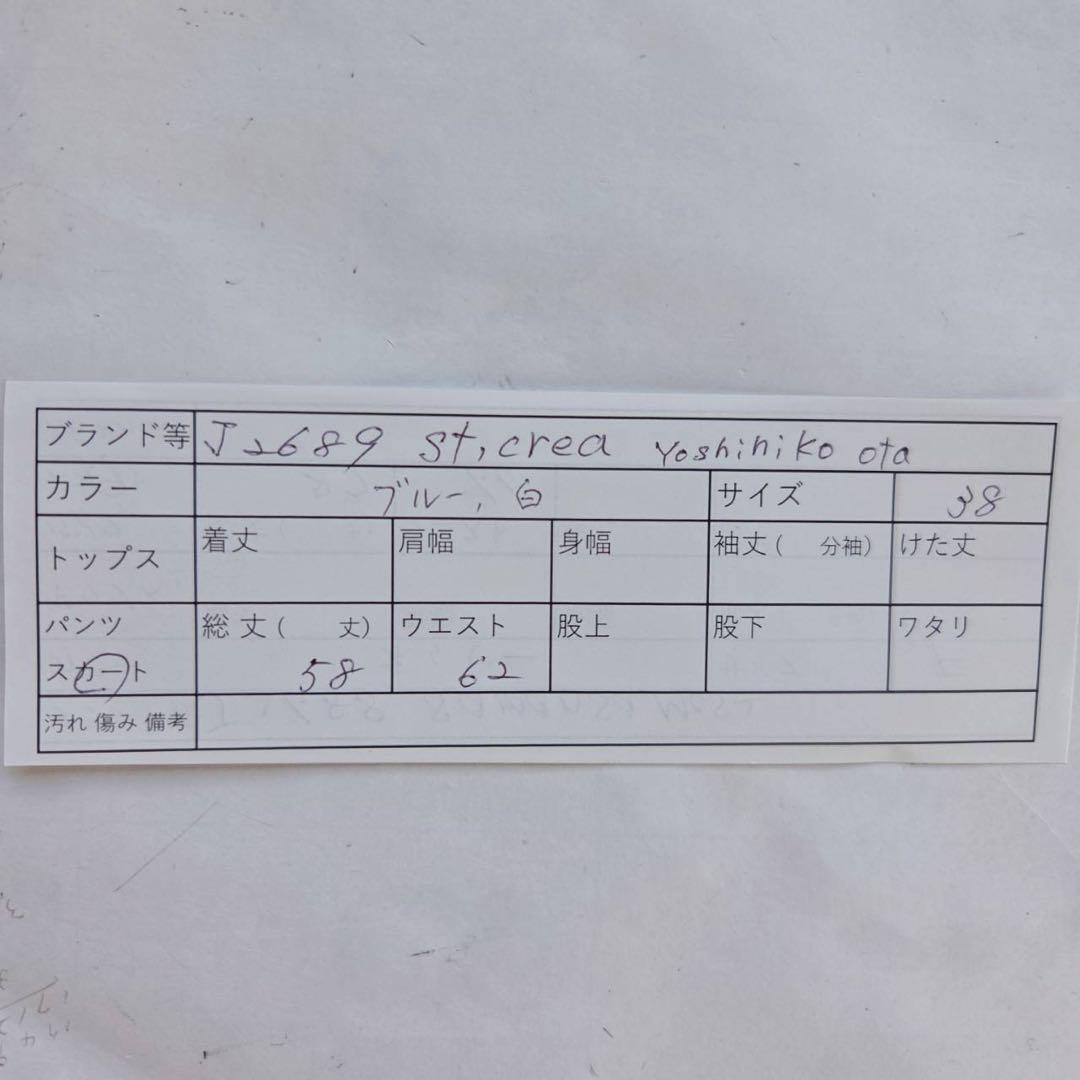 ブランド等 J2689 st,crea Yoshihiko ota
カラー ブルー、白 サイズ 38
トップス 着丈 肩幅 身幅 袖丈( 分袖) けた丈
パンツ 総丈( 丈) ウエスト 股上 股下 ワタリ
スカート 58 62
汚れ 傷み 備考